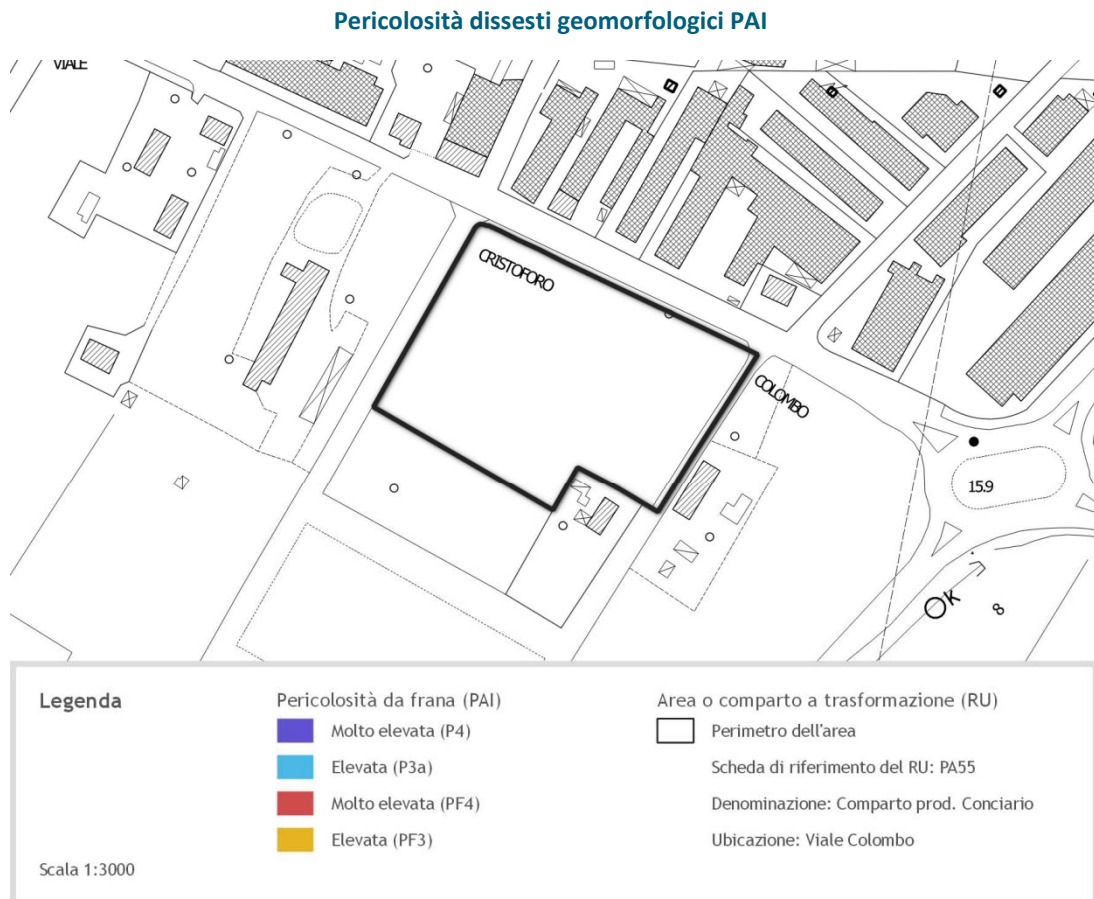 Pericolosità dissesti geomorfologici PAI
VIALE
CRISTOFORO
COLOMBO
15.9
K
8
Legenda
Pericolosità da frana (PAI)
Molto elevata (P4)
Elevata (P3a)
Molto elevata (PF4)
Elevata (PF3)
Area o comparto a trasformazione (RU)
Perimetro dell'area
Scheda di riferimento del RU: PA55
Denominazione: Comparto prod. Conciario
Ubicazione: Viale Colombo
Scala 1:3000